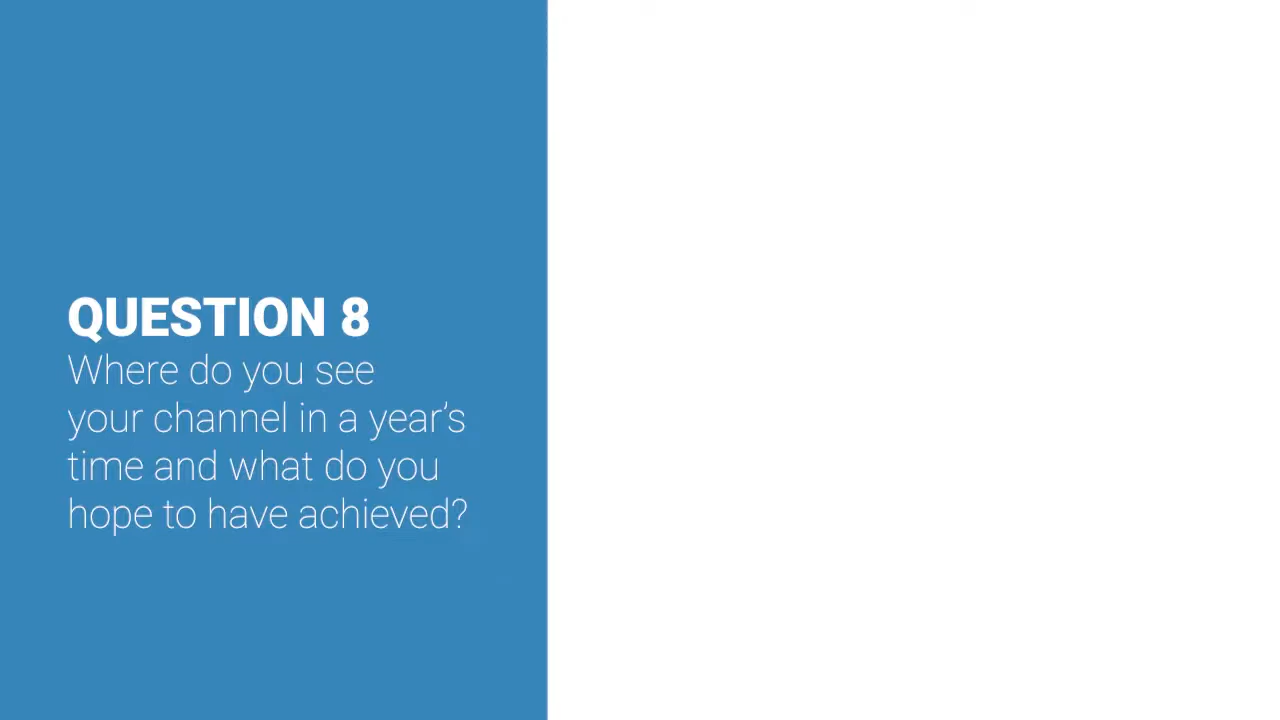 QUESTION 8
Where do you see
your channel in a year’s
time and what do you
hope to have achieved?